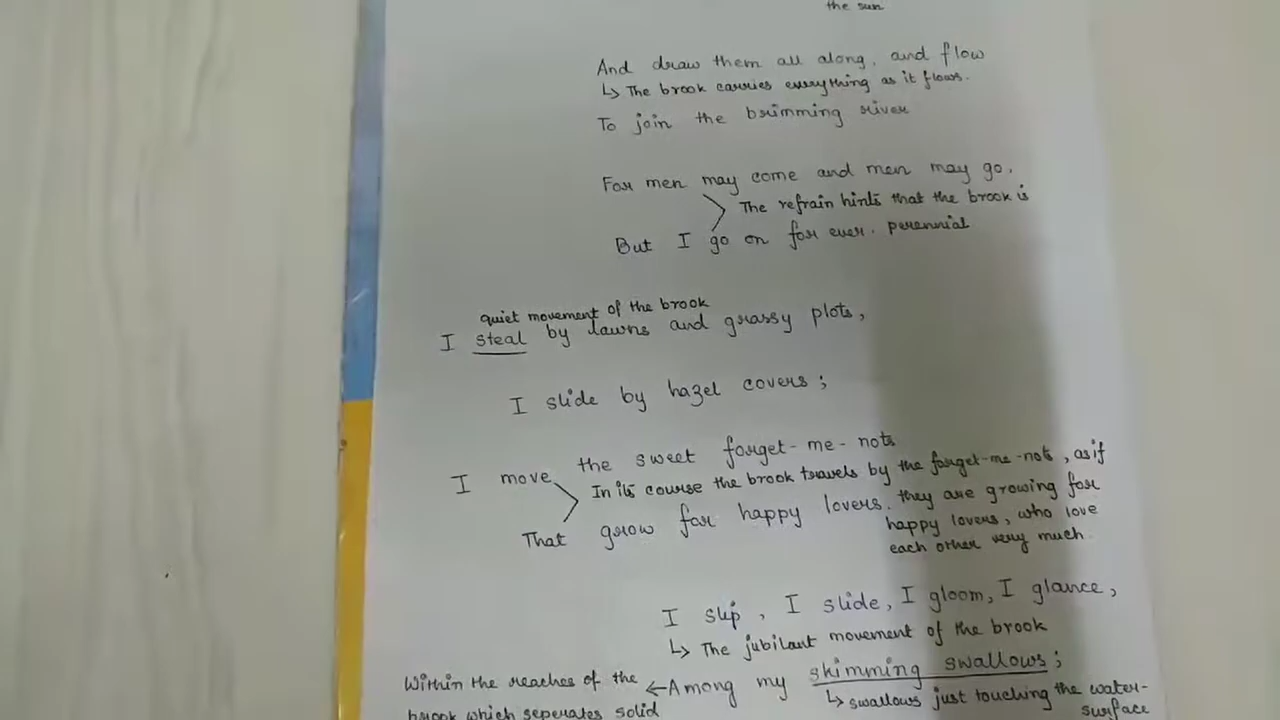 the sun
And draw them all along, and flow
↳ The brook carries everything as it flows.
To join the brimming river
For men may come and men may go,
The refrain hints that the brook is
perennial
But I go on for ever.
quiet movement of the brook
I steal by lawns and grassy plots,
I slide by hazel covers;
I move the sweet forget-me-nots
In its course the brook travels by the forget-me-nots, as if
they are growing for
happy lovers, who love
each other very much.
That grow for happy lovers.
I slip, I slide, I gloom, I glance,
↳ The jubilant movement of the brook
Among my skimming swallows;
↳ swallows just touching the water-
surface
Within the reaches of the
brook which seperates solid